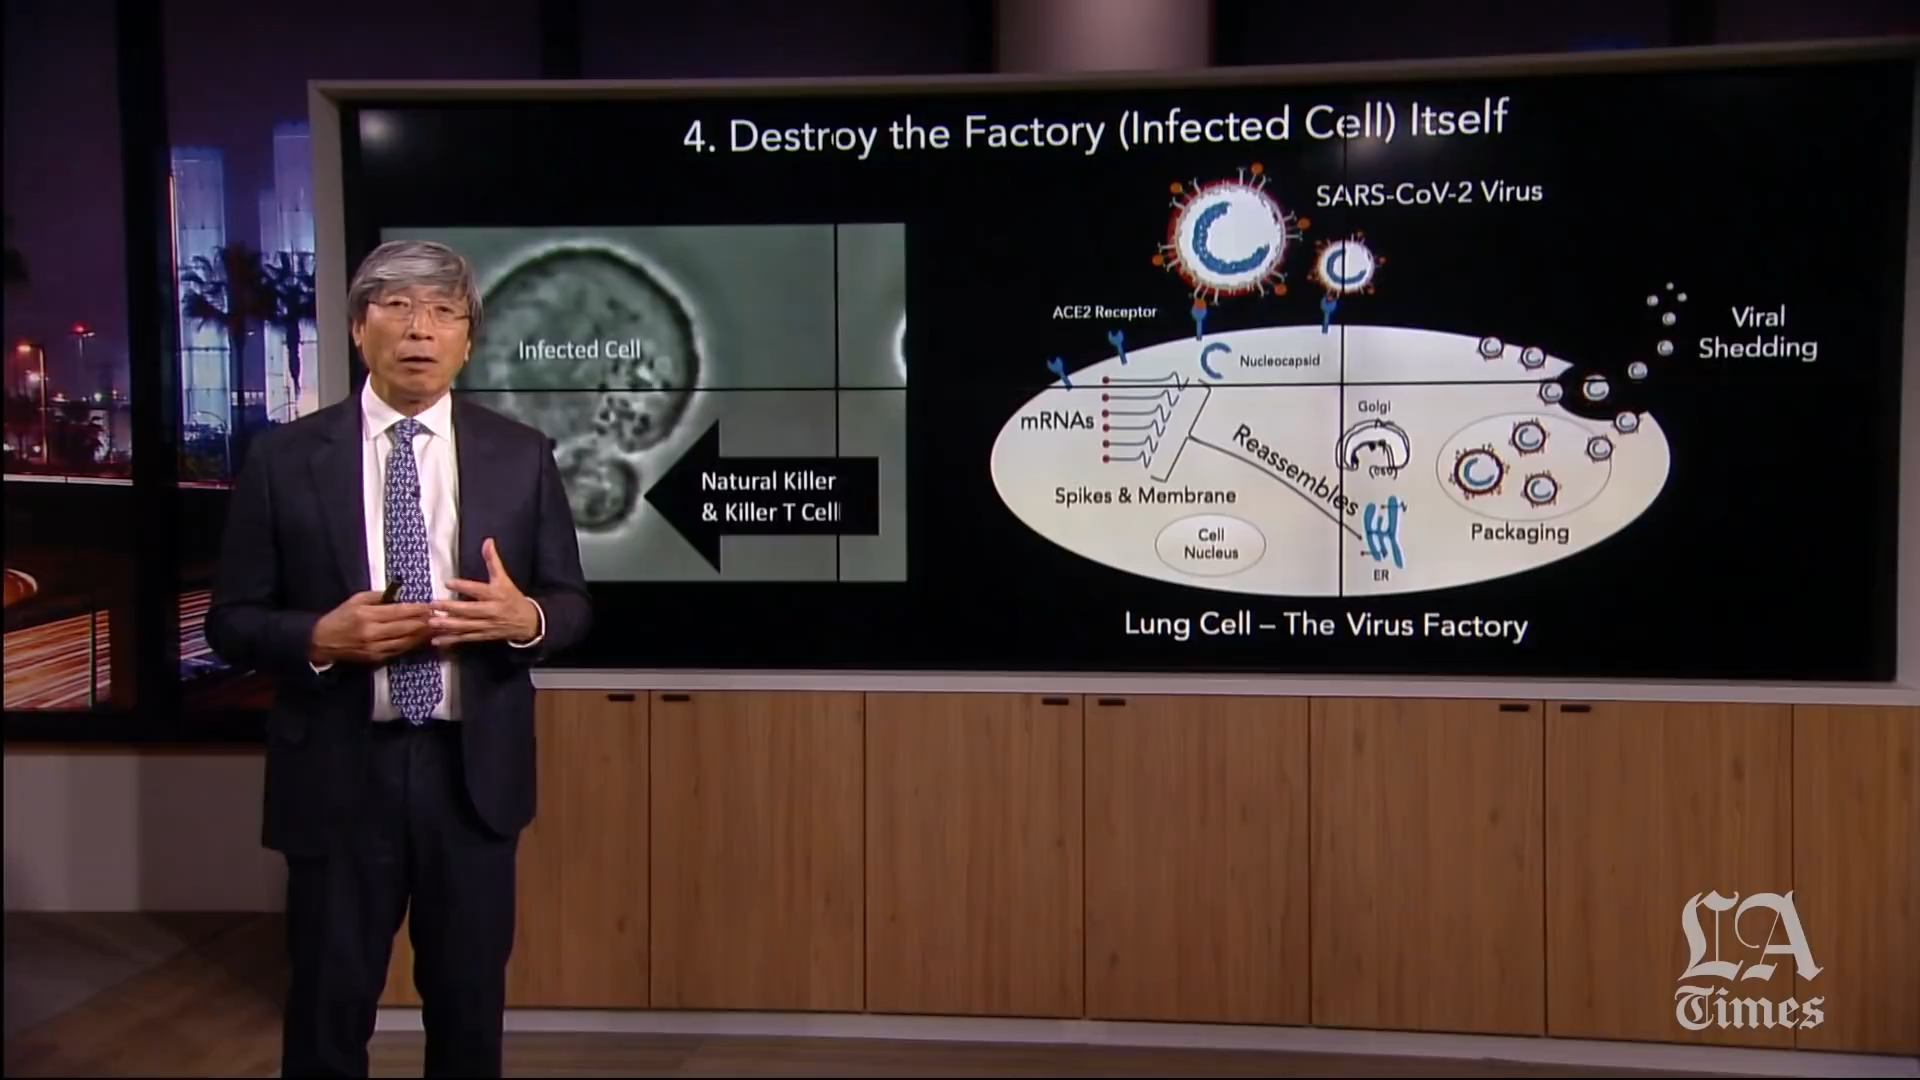 4. Destroy the Factory (Infected Cell) Itself
SARS-CoV-2 Virus
Infected Cell
Natural Killer
& Killer T Cell
ACE2 Receptor
Nucleocapsid
mRNAs
Spikes & Membrane
Reassembles
Golgi
ER
Cell
Nucleus
Packaging
Viral
Shedding
Lung Cell – The Virus Factory
LA
Times